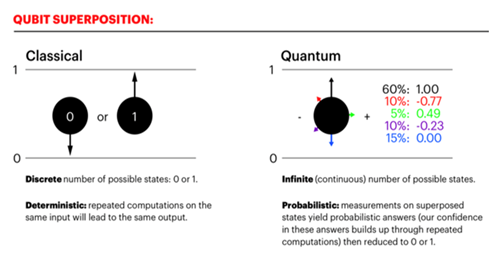 QUBIT SUPERPOSITION:
Classical
1
0 or 1
0
Discrete number of possible states: 0 or 1.
Deterministic: repeated computations on the
same input will lead to the same output.
Quantum
1
60%: 1.00
10%: -0.77
- + 5%: 0.49
10%: -0.23
15%: 0.00
0
Infinite (continuous) number of possible states.
Probabilistic: measurements on superposed
states yield probabilistic answers (our confidence
in these answers builds up through repeated
computations) then reduced to 0 or 1.